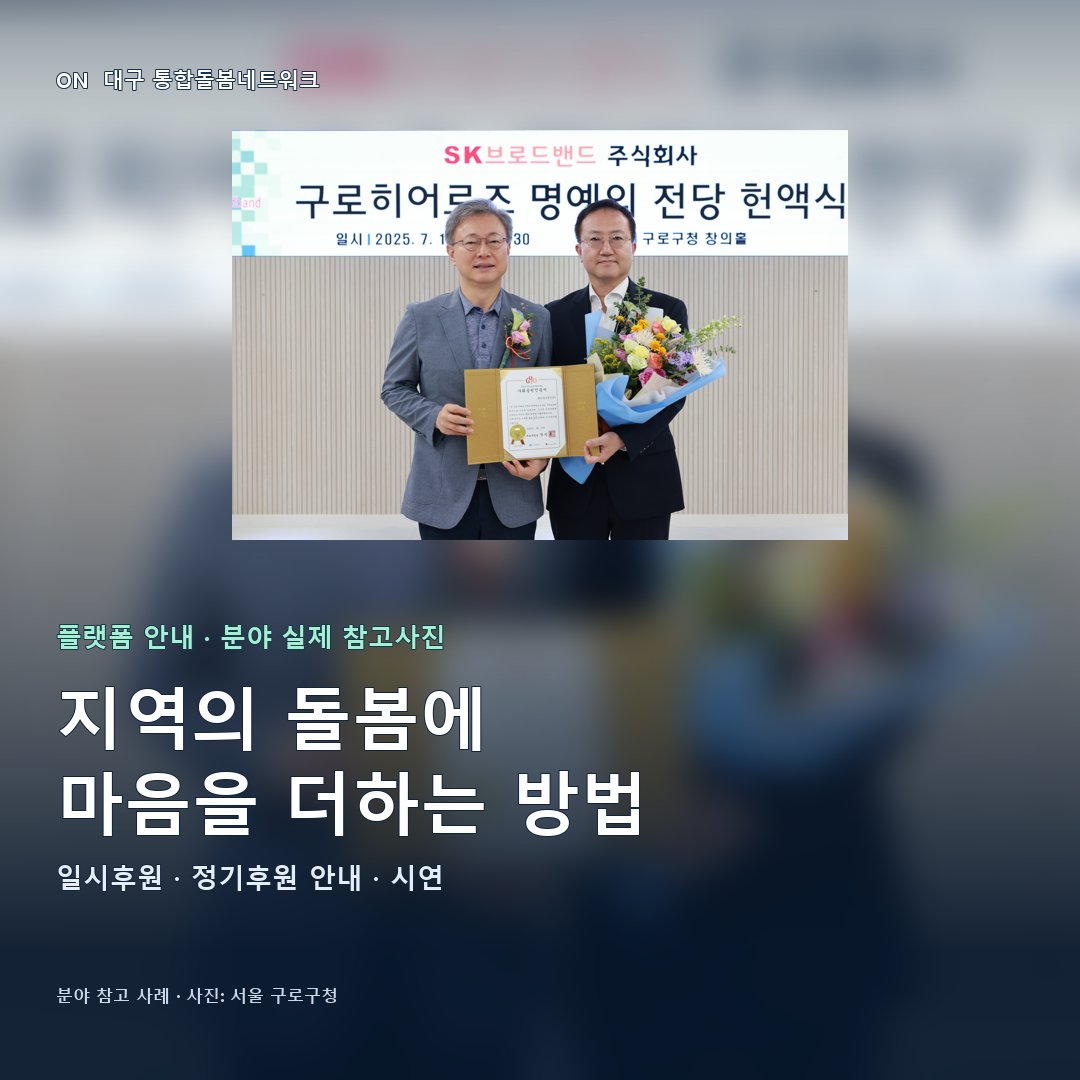 ON 대구 통합돌봄네트워크
SK브로드밴드 주식회사
구로히어로즈 명예의 전당 헌액식
일시 | 2025. 7. 1 30 구로구청 창의홀
플랫폼 안내 · 분야 실제 참고사진
지역의 돌봄에
마음을 더하는 방법
일시후원 · 정기후원 안내 · 시연
분야 참고 사례 · 사진: 서울 구로구청